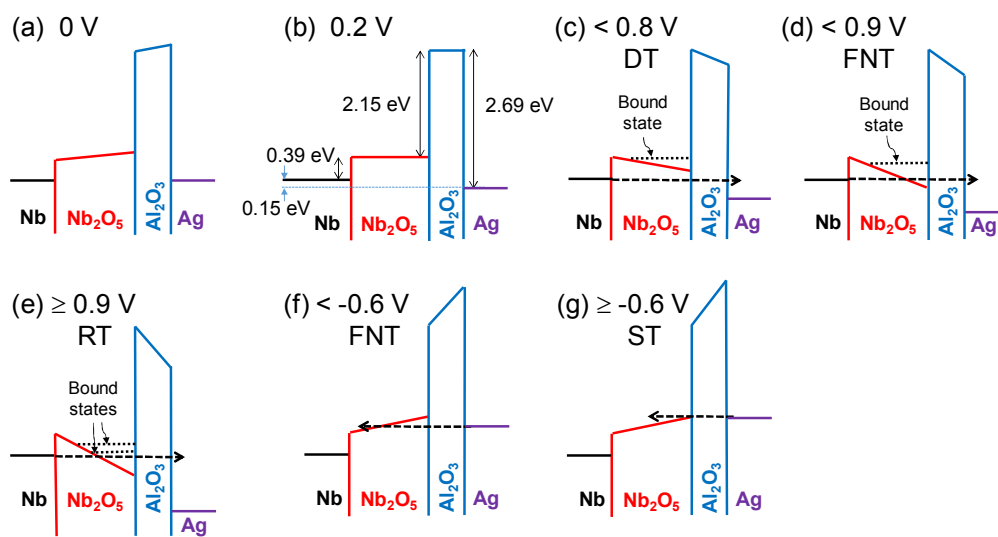 (a) 0 V
Nb
Nb₂O₅
Al₂O₃
Ag
(b) 0.2 V
2.15 eV
2.69 eV
0.39 eV
0.15 eV
Nb
Nb₂O₅
Al₂O₃
Ag
(c) < 0.8 V
DT
Bound
state
Nb
Nb₂O₅
Al₂O₃
Ag
(d) < 0.9 V
FNT
Bound
state
Nb
Nb₂O₅
Al₂O₃
Ag
(e) ≥ 0.9 V
RT
Bound
states
Nb
Nb₂O₅
Al₂O₃
Ag
(f) < -0.6 V
FNT
Nb
Nb₂O₅
Al₂O₃
Ag
(g) ≥ -0.6 V
ST
Nb
Nb₂O₅
Al₂O₃
Ag